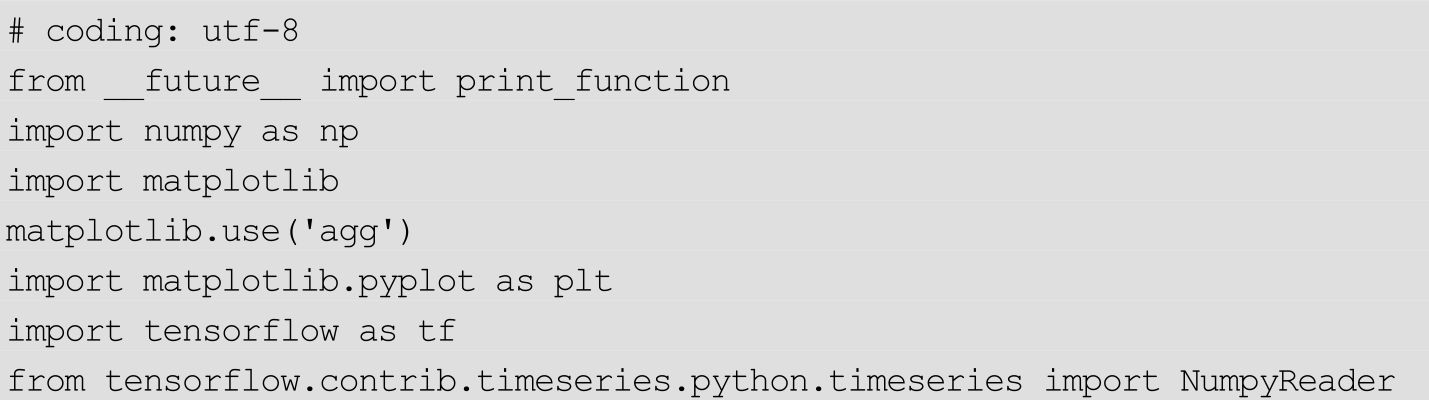 # coding: utf-8
from __future__ import print_function
import numpy as np
import matplotlib
matplotlib.use('agg')
import matplotlib.pyplot as plt
import tensorflow as tf
from tensorflow.contrib.timeseries.python.timeseries import NumpyReader